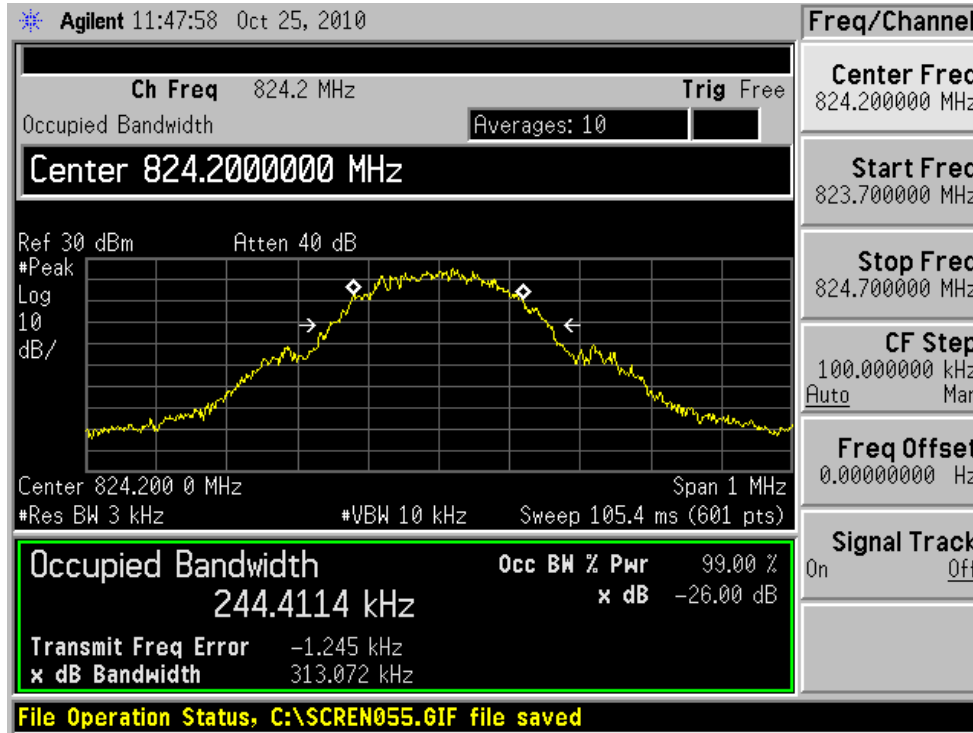 Agilent 11:47:58 Oct 25, 2010
Freq/Channel
Ch Freq 824.2 MHz Trig Free
Occupied Bandwidth Averages: 10
Center 824.2000000 MHz
Ref 30 dBm Atten 40 dB
#Peak
Log
10
dB/
Center 824.200 0 MHz Span 1 MHz
#Res BW 3 kHz #VBW 10 kHz Sweep 105.4 ms (601 pts)
Occupied Bandwidth Occ BW % Pwr 99.00 %
244.4114 kHz x dB -26.00 dB
Transmit Freq Error -1.245 kHz
x dB Bandwidth 313.072 kHz
File Operation Status, C:\SCREN055.GIF file saved
Center Freq
824.200000 MHz
Start Freq
823.700000 MHz
Stop Freq
824.700000 MHz
CF Step
100.000000 kHz
Auto Man
Freq Offset
0.00000000 Hz
Signal Track
On Off